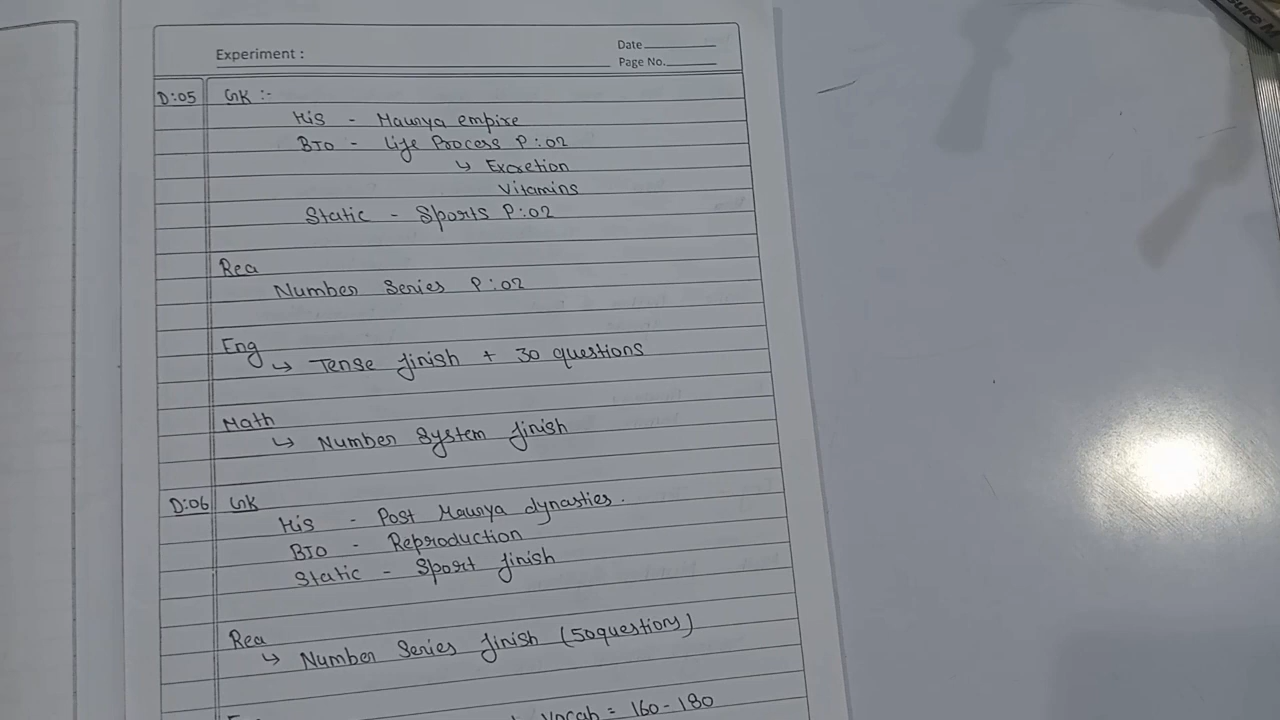 Experiment :
Date
Page No.
D:05 GK :-
His - Maurya empire
BIO - Life Process P:02
↳ Excretion
Vitamins
Static - Sports P:02
Rea
Number Series P:02
Eng
↳ Tense finish + 30 questions
Math
↳ Number System finish
D:06 GK
His - Post Maurya dynasties.
BIO - Reproduction
Static - Sport finish
Rea
↳ Number Series finish (50questions)
Vocab = 160-180